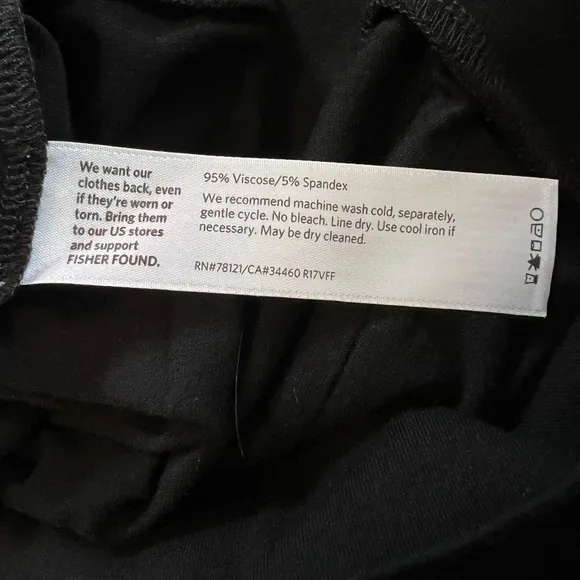 We want our
clothes back, even
if they're worn or
torn. Bring them
to our US stores
and support
FISHER FOUND.
95% Viscose/5% Spandex
We recommend machine wash cold, separately,
gentle cycle. No bleach. Line dry. Use cool iron if
necessary. May be dry cleaned.
RN#78121/CA#34460 R17VFF